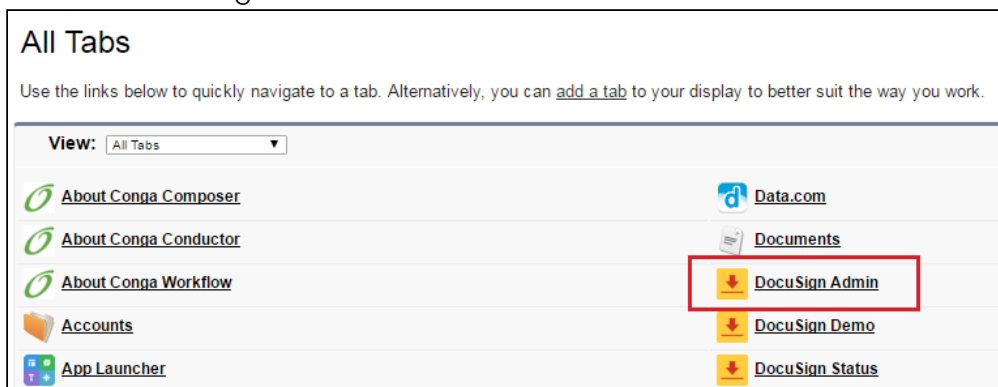 All Tabs
Use the links below to quickly navigate to a tab. Alternatively, you can add a tab to your display to better suit the way you work.
View: All Tabs
About Conga Composer
Data.com
About Conga Conductor
Documents
About Conga Workflow
DocuSign Admin
Accounts
DocuSign Demo
App Launcher
DocuSign Status